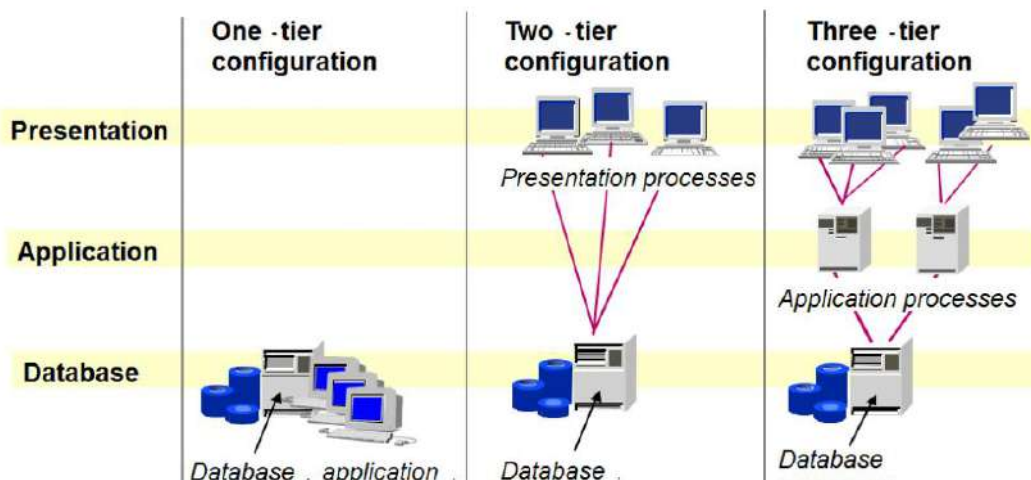 One -tier configuration
Two -tier configuration
Three -tier configuration
Presentation
Presentation processes
Application
Application processes
Database
Database , application ,
Database ,
Database